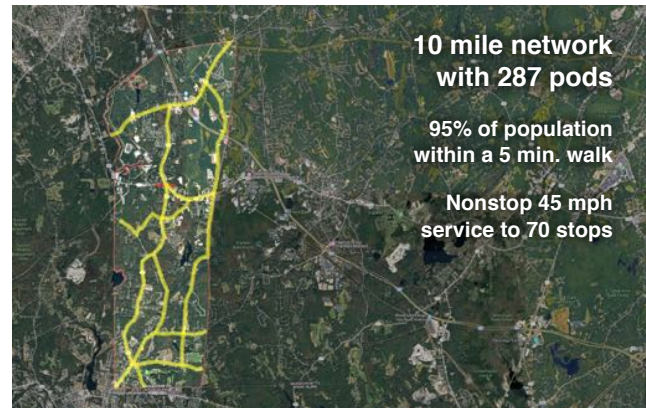 10 mile network
with 287 pods
95% of population
within a 5 min. walk
Nonstop 45 mph
service to 70 stops